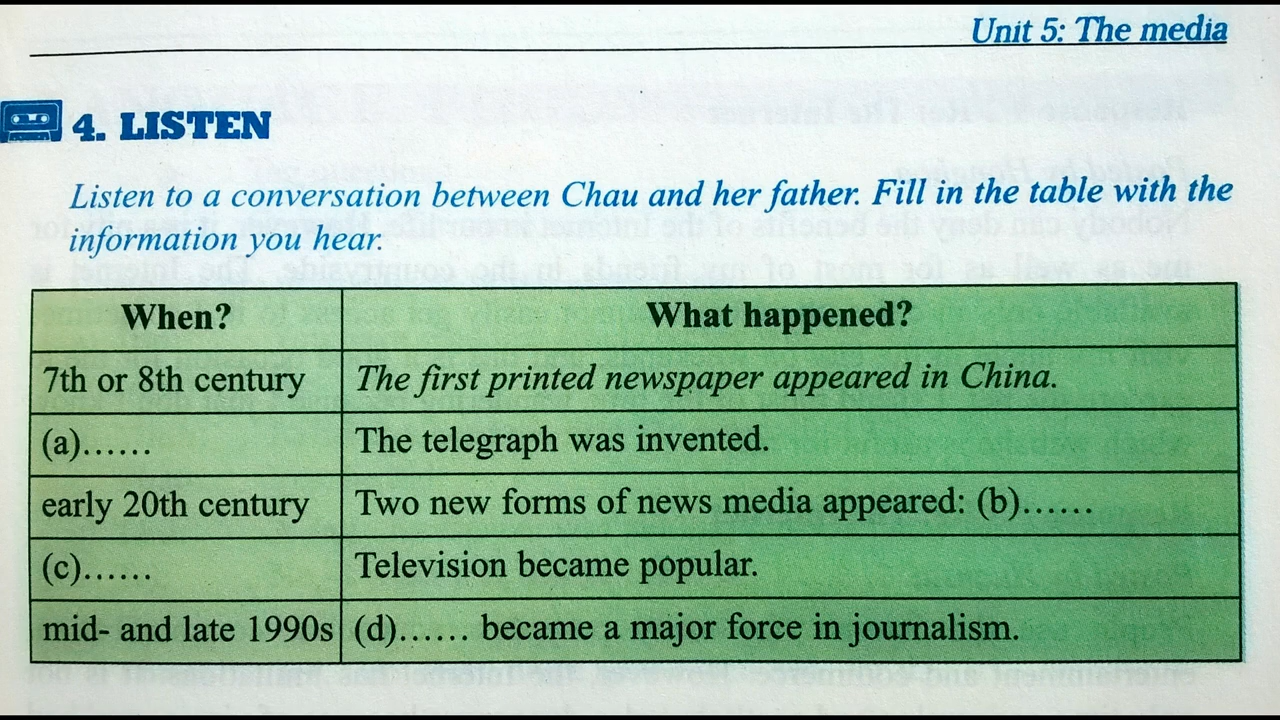 Unit 5: The media
4. LISTEN
Listen to a conversation between Chau and her father. Fill in the table with the
information you hear.
When? What happened?
7th or 8th century The first printed newspaper appeared in China.
(a)...... The telegraph was invented.
early 20th century Two new forms of news media appeared: (b)......
(c)...... Television became popular.
mid- and late 1990s (d)...... became a major force in journalism.